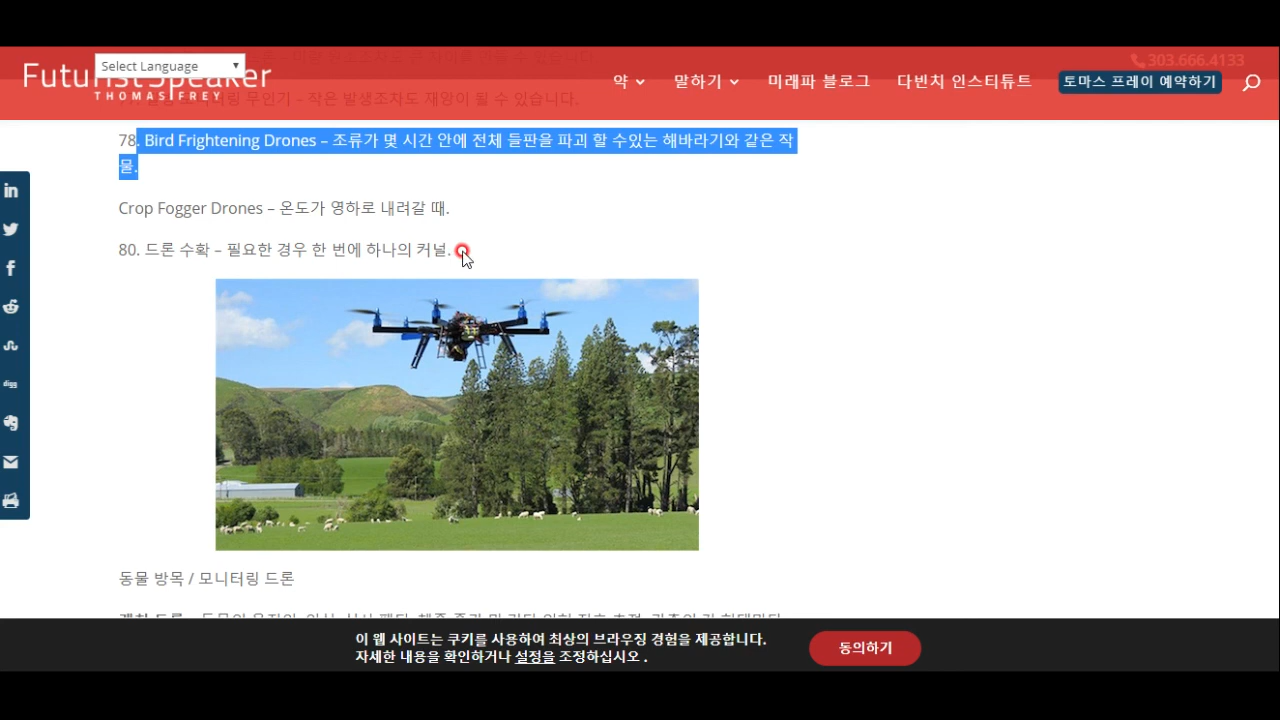 Select Language
Futurist Speaker
THOMAS FREY
303.666.4133
약
말하기
미래파 블로그
다빈치 인스티튜트
토마스 프레이 예약하기
78. Bird Frightening Drones – 조류가 몇 시간 안에 전체 들판을 파괴 할 수있는 해바라기와 같은 작
물.
Crop Fogger Drones – 온도가 영하로 내려갈 때.
80. 드론 수확 – 필요한 경우 한 번에 하나의 커널.
digg
동물 방목 / 모니터링 드론
이 웹 사이트는 쿠키를 사용하여 최상의 브라우징 경험을 제공합니다.
자세한 내용을 확인하거나 설정을 조정하십시오 .
동의하기